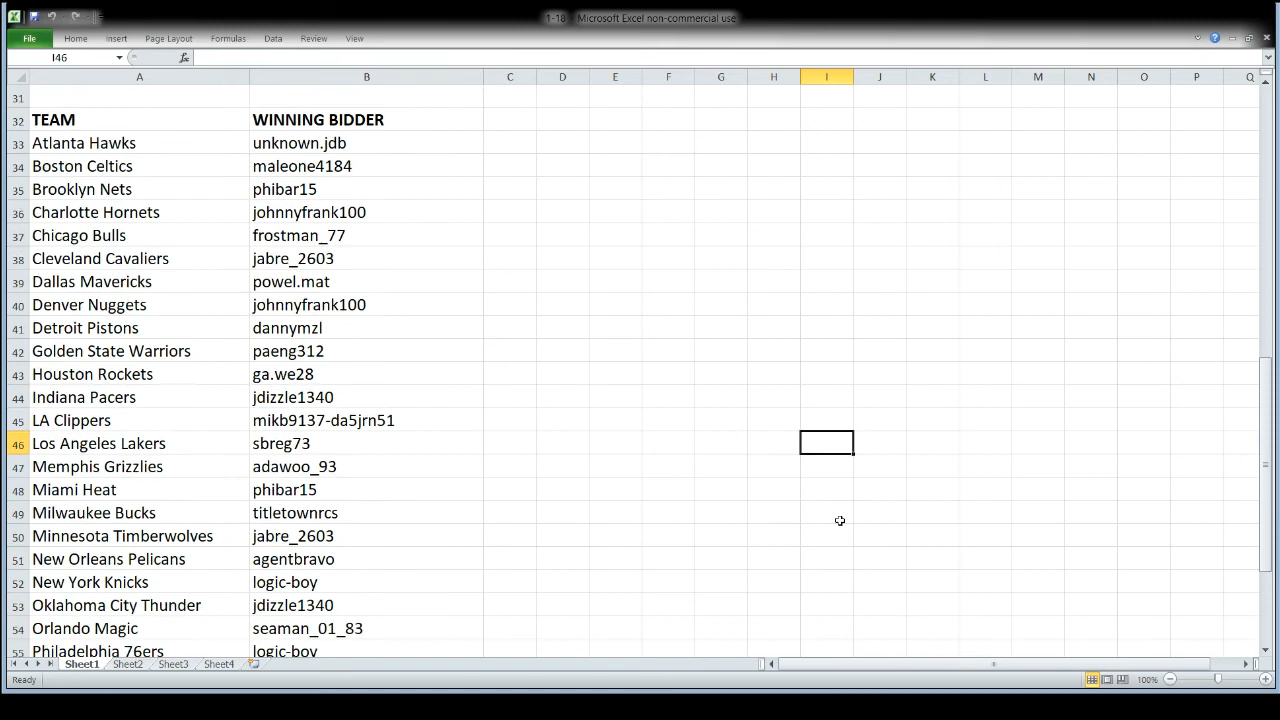 1-18 Microsoft Excel non-commercial use
File Home Insert Page Layout Formulas Data Review View
I46 fx
A B C D E F G H I J K L M N O P Q
31
32 TEAM WINNING BIDDER
33 Atlanta Hawks unknown.jdb
34 Boston Celtics maleone4184
35 Brooklyn Nets phibar15
36 Charlotte Hornets johnnyfrank100
37 Chicago Bulls frostman_77
38 Cleveland Cavaliers jabre_2603
39 Dallas Mavericks powel.mat
40 Denver Nuggets johnnyfrank100
41 Detroit Pistons dannymzl
42 Golden State Warriors paeng312
43 Houston Rockets ga.we28
44 Indiana Pacers jdizzle1340
45 LA Clippers mikb9137-da5jrn51
46 Los Angeles Lakers sbreg73
47 Memphis Grizzlies adawoo_93
48 Miami Heat phibar15
49 Milwaukee Bucks titletownrcs
50 Minnesota Timberwolves jabre_2603
51 New Orleans Pelicans agentbravo
52 New York Knicks logic-boy
53 Oklahoma City Thunder jdizzle1340
54 Orlando Magic seaman_01_83
55 Philadelphia 76ers logic-boy
Sheet1 Sheet2 Sheet3 Sheet4
Ready 100%